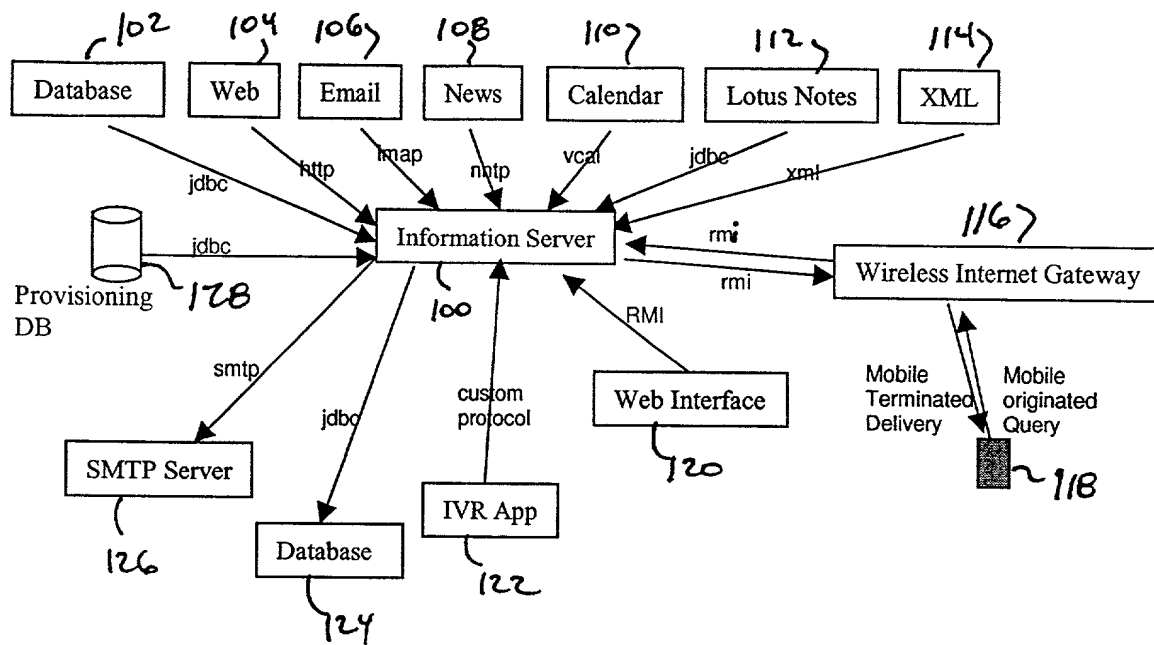 102 104 106 108 110 112 114
Database Web Email News Calendar Lotus Notes XML
jdbc http imap nntp vcal jdbc xml
jdbc Information Server rmi 116
Provisioning DB 128 100 rmi Wireless Internet Gateway
RMI
smtp jdbc custom protocol Web Interface Mobile Terminated Delivery Mobile originated Query
120 118
SMTP Server IVR App
126 Database 122
124